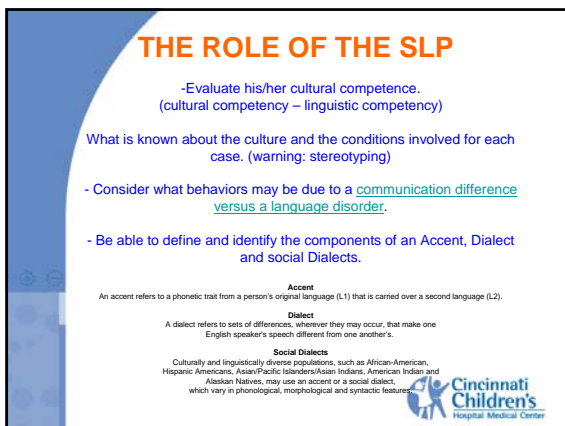 THE ROLE OF THE SLP
-Evaluate his/her cultural competence.
(cultural competency – linguistic competency)
What is known about the culture and the conditions involved for each
case. (warning: stereotyping)
- Consider what behaviors may be due to a communication difference
versus a language disorder.
- Be able to define and identify the components of an Accent, Dialect
and social Dialects.
Accent
An accent refers to a phonetic trait from a person's original language (L1) that is carried over a second language (L2).
Dialect
A dialect refers to sets of differences, wherever they may occur, that make one
English speaker's speech different from one another's.
Social Dialects
Culturally and linguistically diverse populations, such as African-American,
Hispanic Americans, Asian/Pacific Islanders/Asian Indians, American Indian and
Alaskan Natives, may use an accent or a social dialect,
which vary in phonological, morphological and syntactic features.
Cincinnati
Children's
Hospital Medical Center